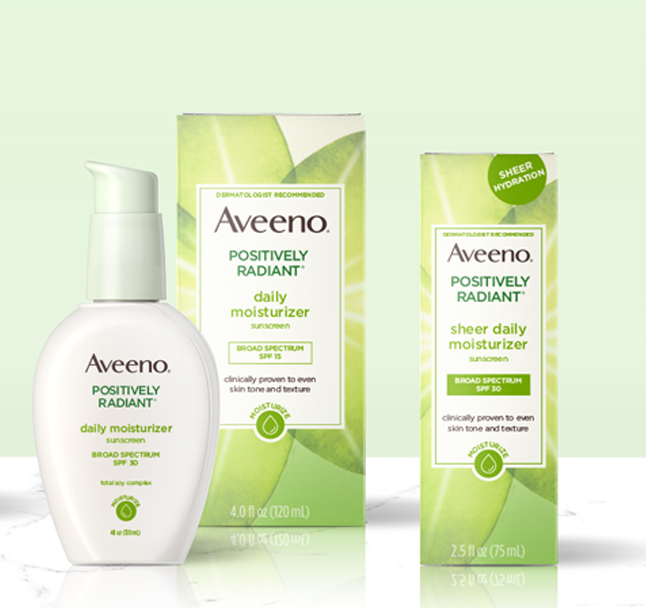 Aveeno®
POSITIVELY
RADIANT®
daily moisturizer
sunscreen
BROAD SPECTRUM
SPF 30
total soy complex
MOISTURIZE
DERMATOLOGIST RECOMMENDED
Aveeno®
POSITIVELY
RADIANT®
daily
moisturizer
sunscreen
BROAD SPECTRUM
SPF 15
clinically proven to even
skin tone and texture
MOISTURIZE
4.0 fl oz (120 mL)
SHEER
HYDRATION
DERMATOLOGIST RECOMMENDED
Aveeno®
POSITIVELY
RADIANT®
sheer daily
moisturizer
sunscreen
BROAD SPECTRUM
SPF 30
clinically proven to even
skin tone and texture
MOISTURIZE
2.5 fl oz (75 mL)